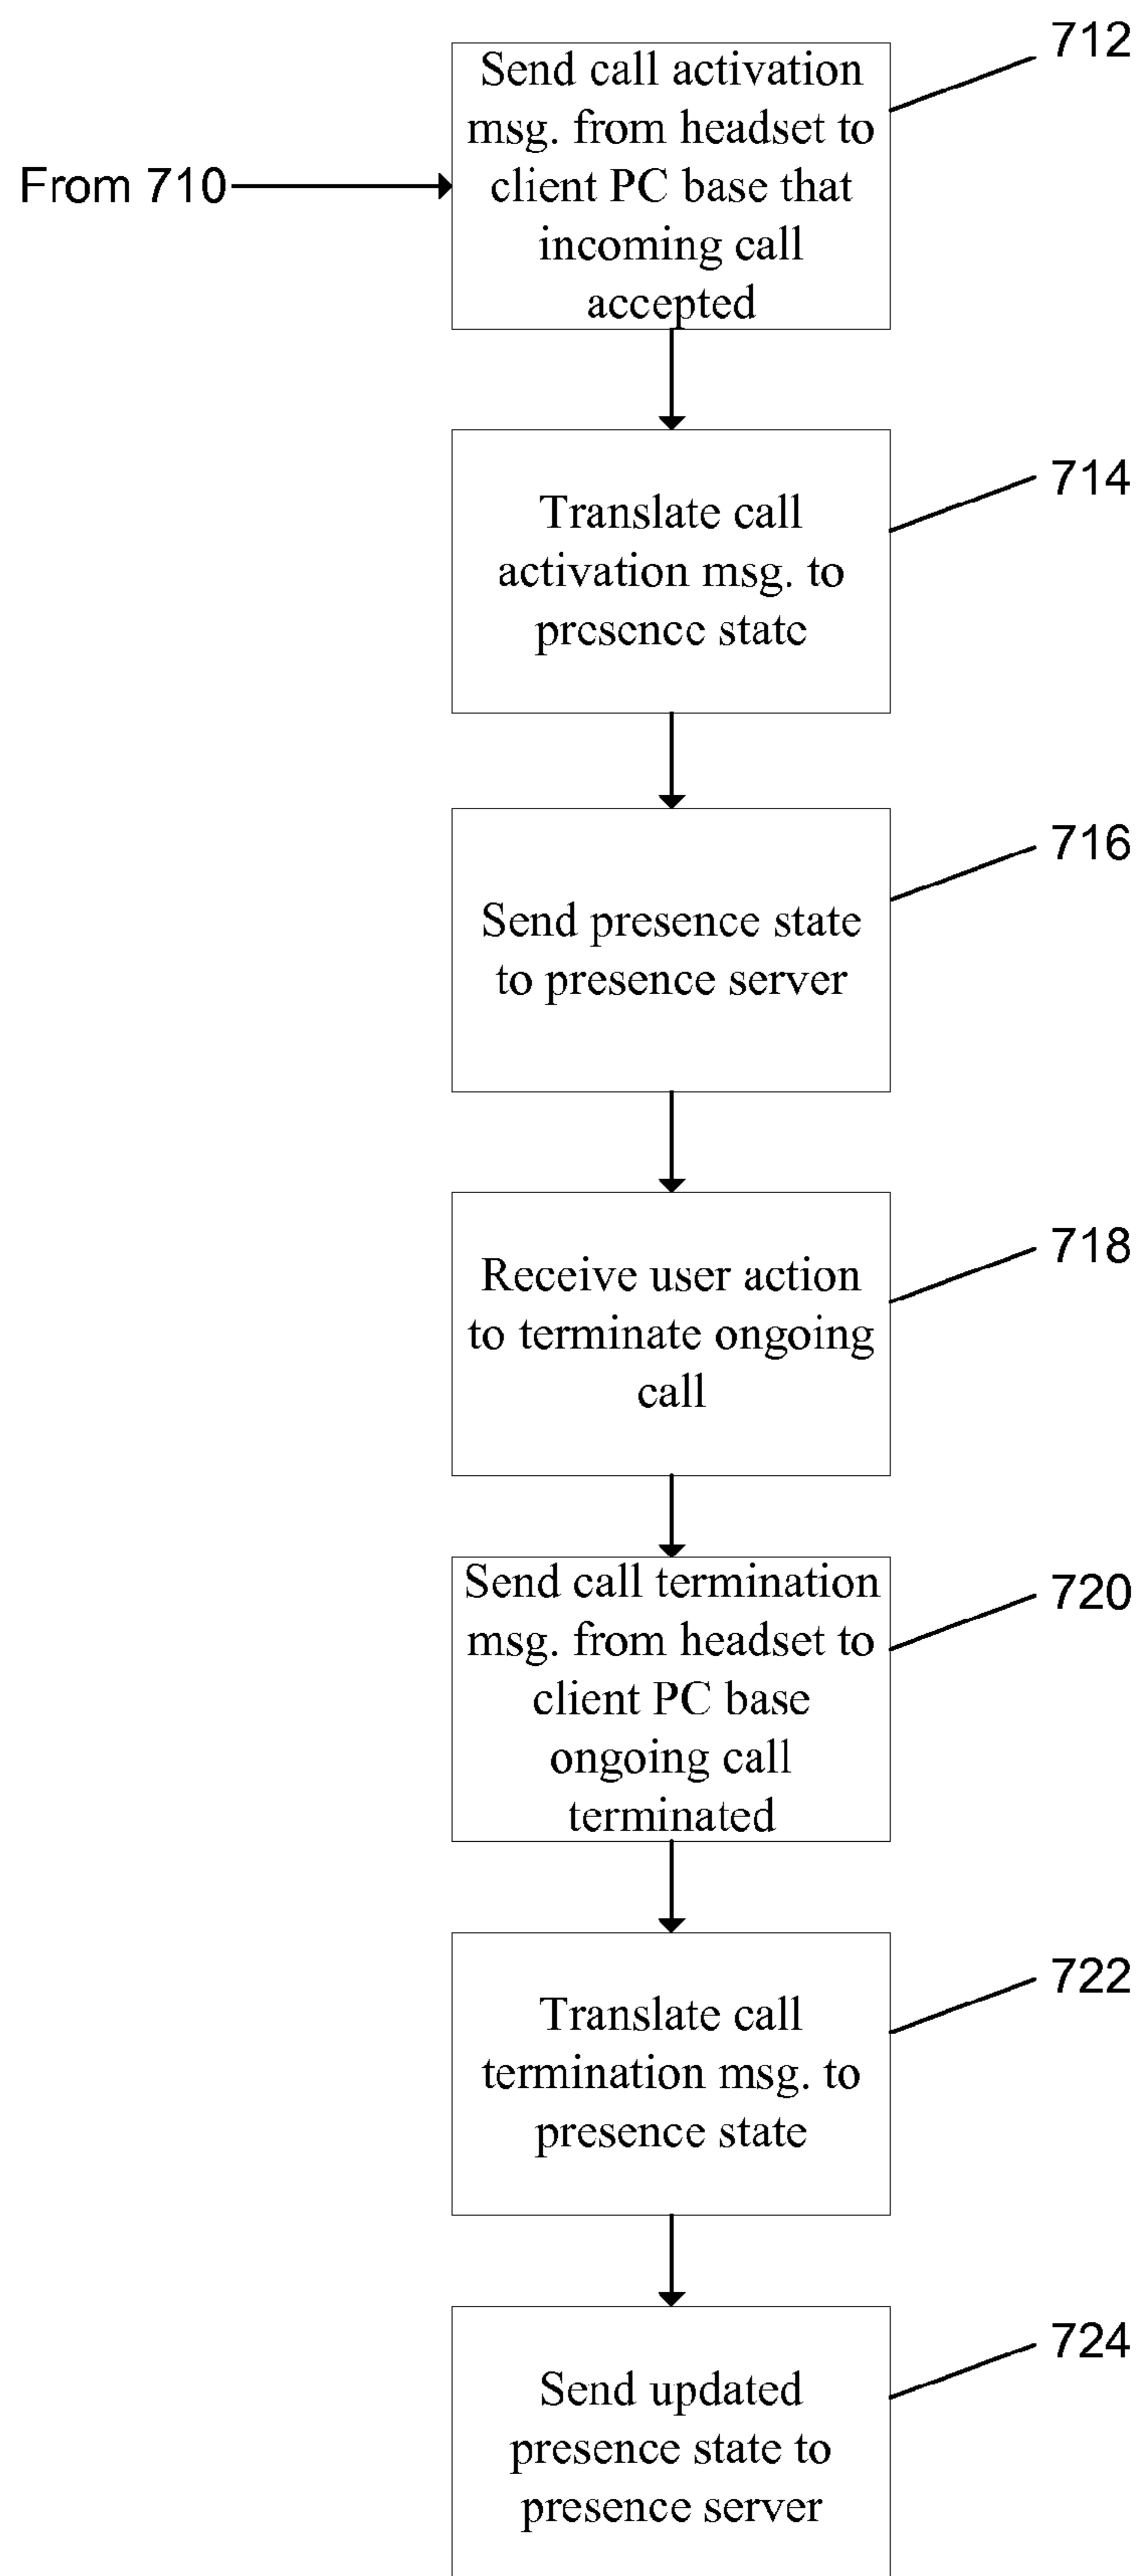 712
Send call activation
msg. from headset to
client PC base that
incoming call
accepted
From 710
714
Translate call
activation msg. to
presence state
716
Send presence state
to presence server
718
Receive user action
to terminate ongoing
call
720
Send call termination
msg. from headset to
client PC base
ongoing call
terminated
722
Translate call
termination msg. to
presence state
724
Send updated
presence state to
presence server